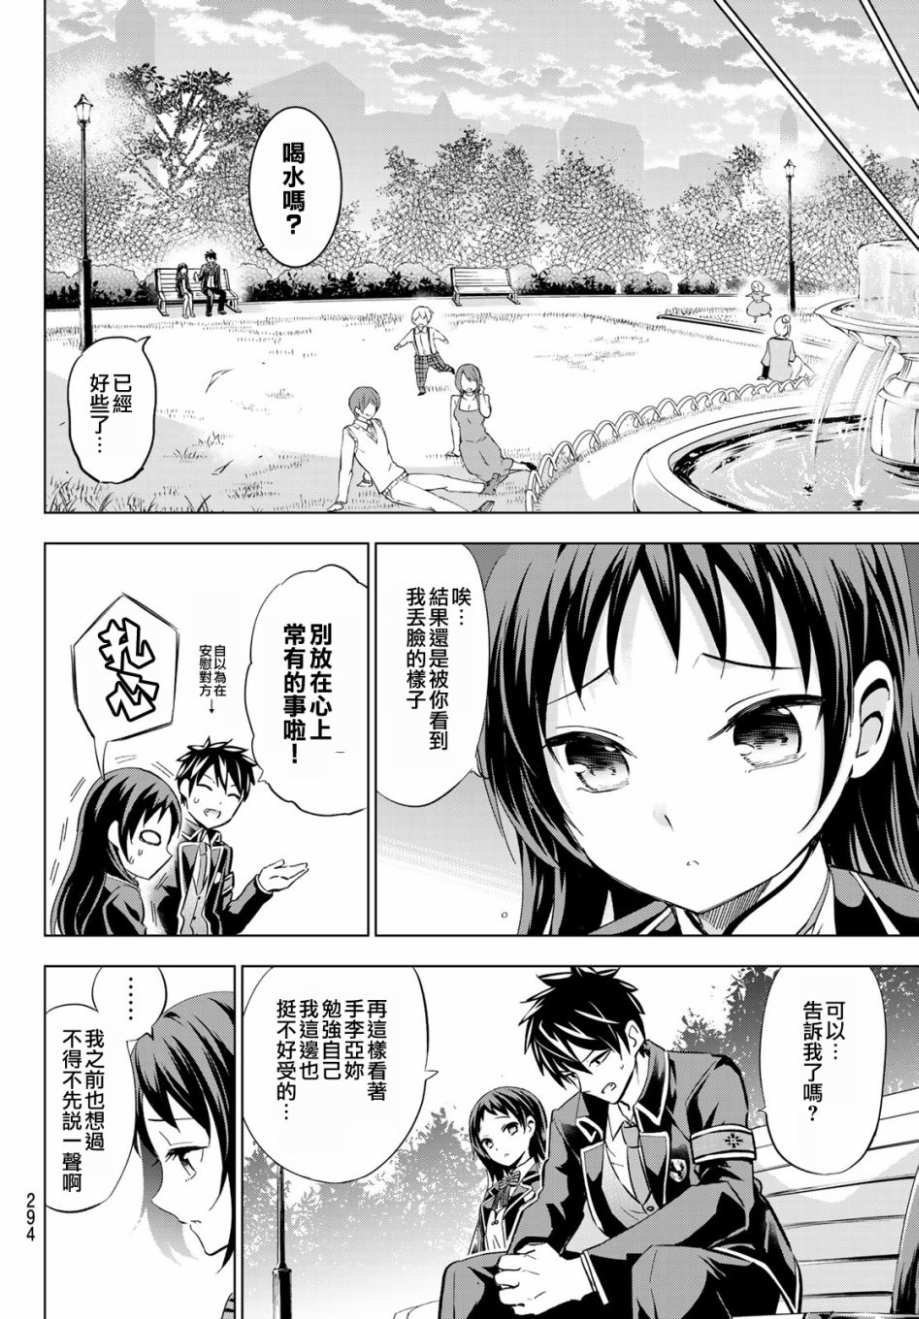 喝水嗎？
已經
好些了…
唉…
結果還是被你看到
我丟臉的樣子
別放在心上
常有的事啦！
自以為在
安慰對方→
扎心
可以…
告訴我了嗎？
再這樣看著
手李亞妳
勉強自己
我這邊也
挺不好受的…
……
我之前也想過
不得不先説一聲啊
294